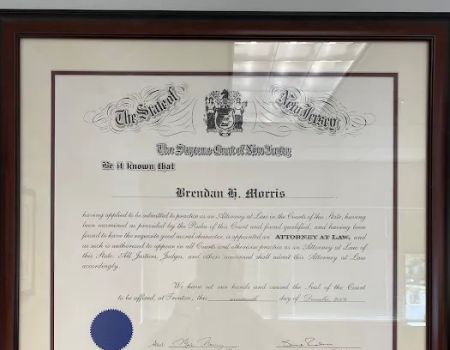 The State of New Jersey
The Supreme Court of New Jersey
Be it known that
Brendan H. Morris
having applied to be admitted to practice as an Attorney at Law in the Courts of this State, having
been examined as provided by the Rules of this Court and found qualified, and having been
found to have the requisite good moral character, is appointed an ATTORNEY AT LAW, and
as such is authorized to appear in all Courts and otherwise practice as an Attorney at Law of
this State. All Justices, Judges, and others concerned shall admit this Attorney at Law
accordingly.
We have set our hands and caused the Seal of the Court
to be affixed, at Trenton, this day of December